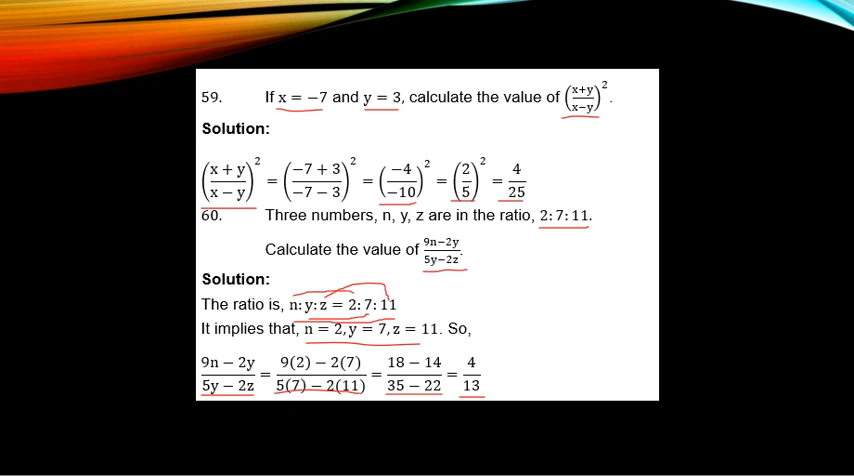 59. If x = −7 and y = 3, calculate the value of ((x+y)/(x−y))².
Solution:
((x + y)/(x − y))² = ((−7 + 3)/(−7 − 3))² = (−4/−10)² = (2/5)² = 4/25
60. Three numbers, n, y, z are in the ratio, 2: 7: 11.
Calculate the value of (9n−2y)/(5y−2z).
Solution:
The ratio is, n: y: z = 2: 7: 11
It implies that, n = 2, y = 7, z = 11. So,
(9n − 2y)/(5y − 2z) = (9(2) − 2(7))/(5(7) − 2(11)) = (18 − 14)/(35 − 22) = 4/13